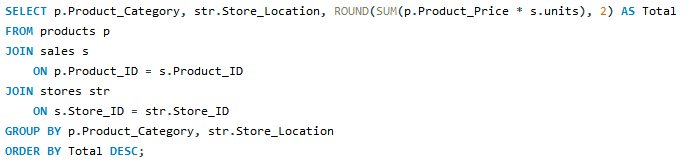 SELECT p.Product_Category, str.Store_Location, ROUND(SUM(p.Product_Price * s.units), 2) AS Total
FROM products p
JOIN sales s
    ON p.Product_ID = s.Product_ID
JOIN stores str
    ON s.Store_ID = str.Store_ID
GROUP BY p.Product_Category, str.Store_Location
ORDER BY Total DESC;